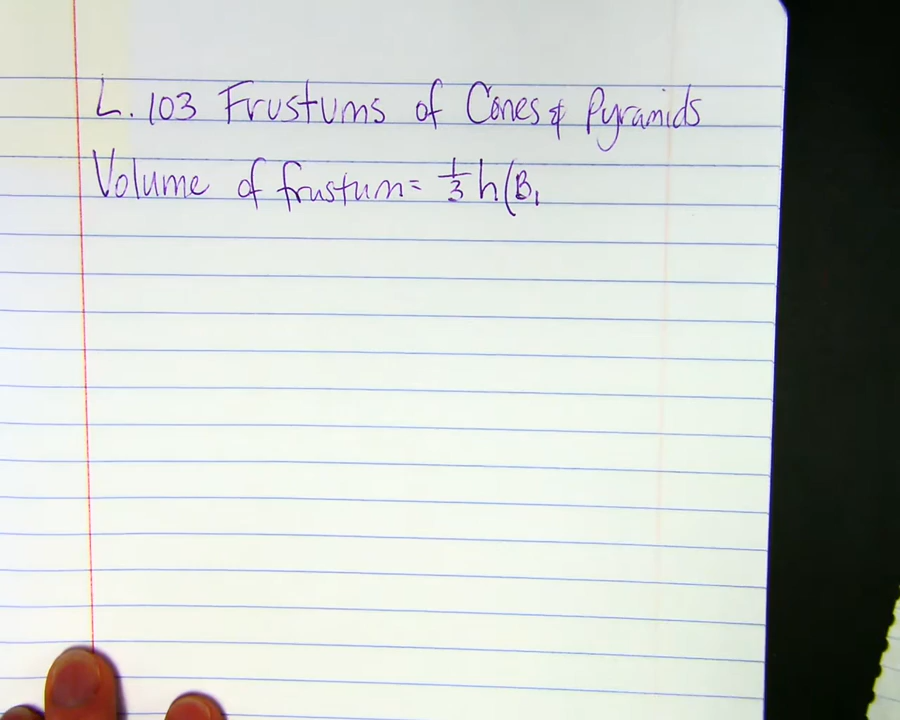 L. 103 Frustums of Cones & Pyramids
Volume of frustum = 1/3 h(B₁